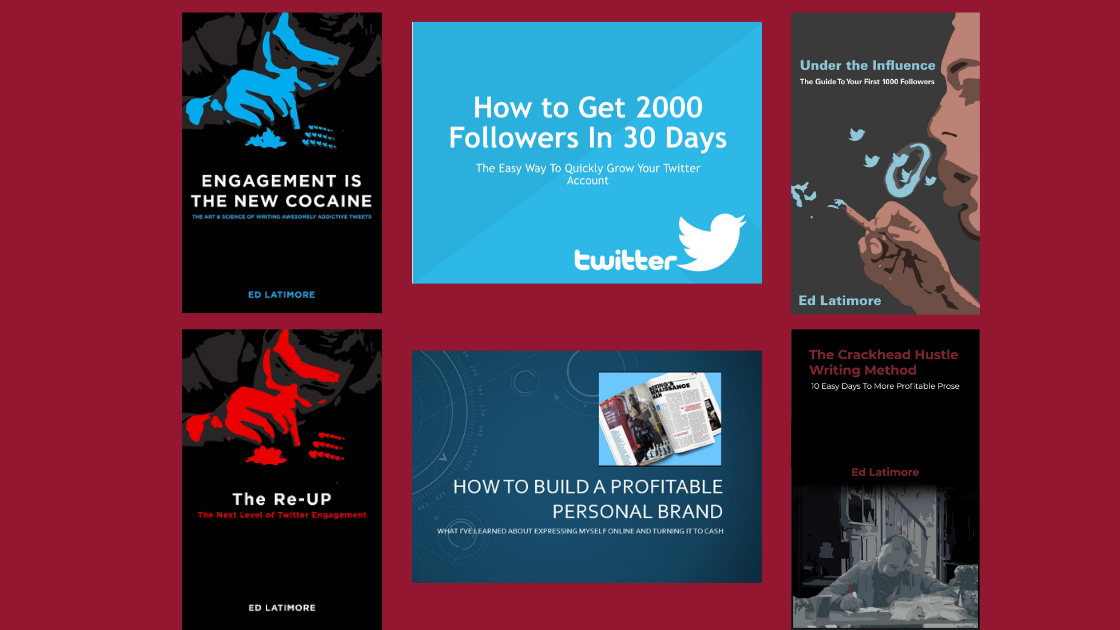 ENGAGEMENT IS
THE NEW COCAINE
THE ART & SCIENCE OF WRITING AWESOMELY ADDICTIVE TWEETS
ED LATIMORE
How to Get 2000
Followers In 30 Days
The Easy Way To Quickly Grow Your Twitter
Account
twitter
Under the Influence
The Guide To Your First 1000 Followers
Ed Latimore
The Re-UP
The Next Level of Twitter Engagement
ED LATIMORE
HOW TO BUILD A PROFITABLE
PERSONAL BRAND
WHAT I'VE LEARNED ABOUT EXPRESSING MYSELF ONLINE AND TURNING IT TO CASH
The Crackhead Hustle
Writing Method
10 Easy Days To More Profitable Prose
Ed Latimore